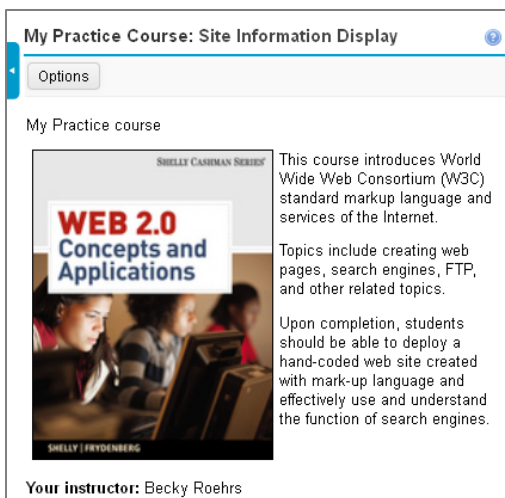 My Practice Course: Site Information Display
?
Options
My Practice course
SHELLY CASHMAN SERIES®
WEB 2.0
Concepts and
Applications
SHELLY | FRYDENBERG
This course introduces World
Wide Web Consortium (W3C)
standard markup language and
services of the Internet.
Topics include creating web
pages, search engines, FTP,
and other related topics.
Upon completion, students
should be able to deploy a
hand-coded web site created
with mark-up language and
effectively use and understand
the function of search engines.
Your instructor: Becky Roehrs